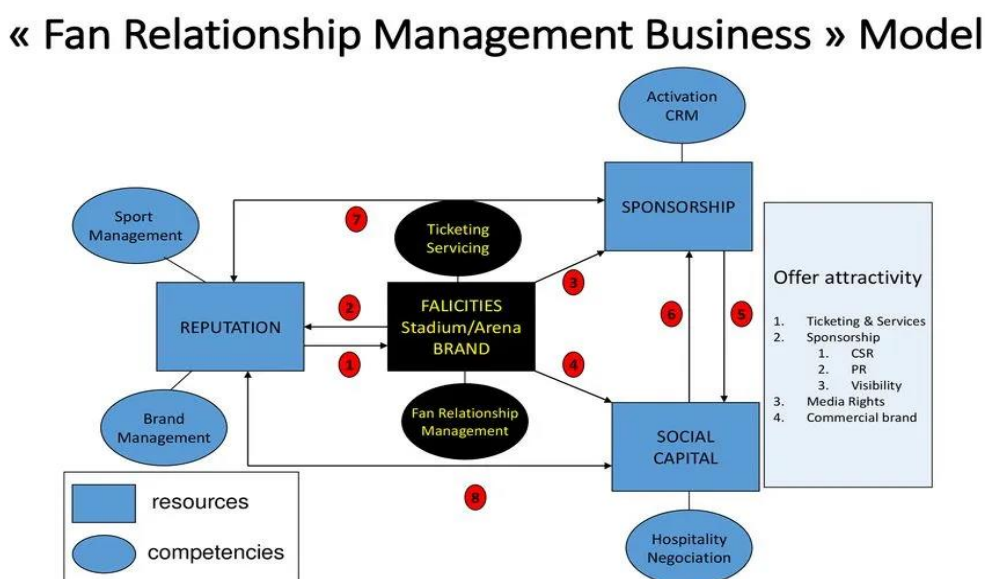 « Fan Relationship Management Business » Model
Activation
CRM
SPONSORSHIP
Sport
Management
7
Ticketing
Servicing
3
REPUTATION
2
1
FALICITIES
Stadium/Arena
BRAND
6
5
4
Offer attractivity
1. Ticketing & Services
2. Sponsorship
1. CSR
2. PR
3. Visibility
3. Media Rights
4. Commercial brand
Brand
Management
Fan Relationship
Management
SOCIAL
CAPITAL
8
Hospitality
Negociation
resources
competencies